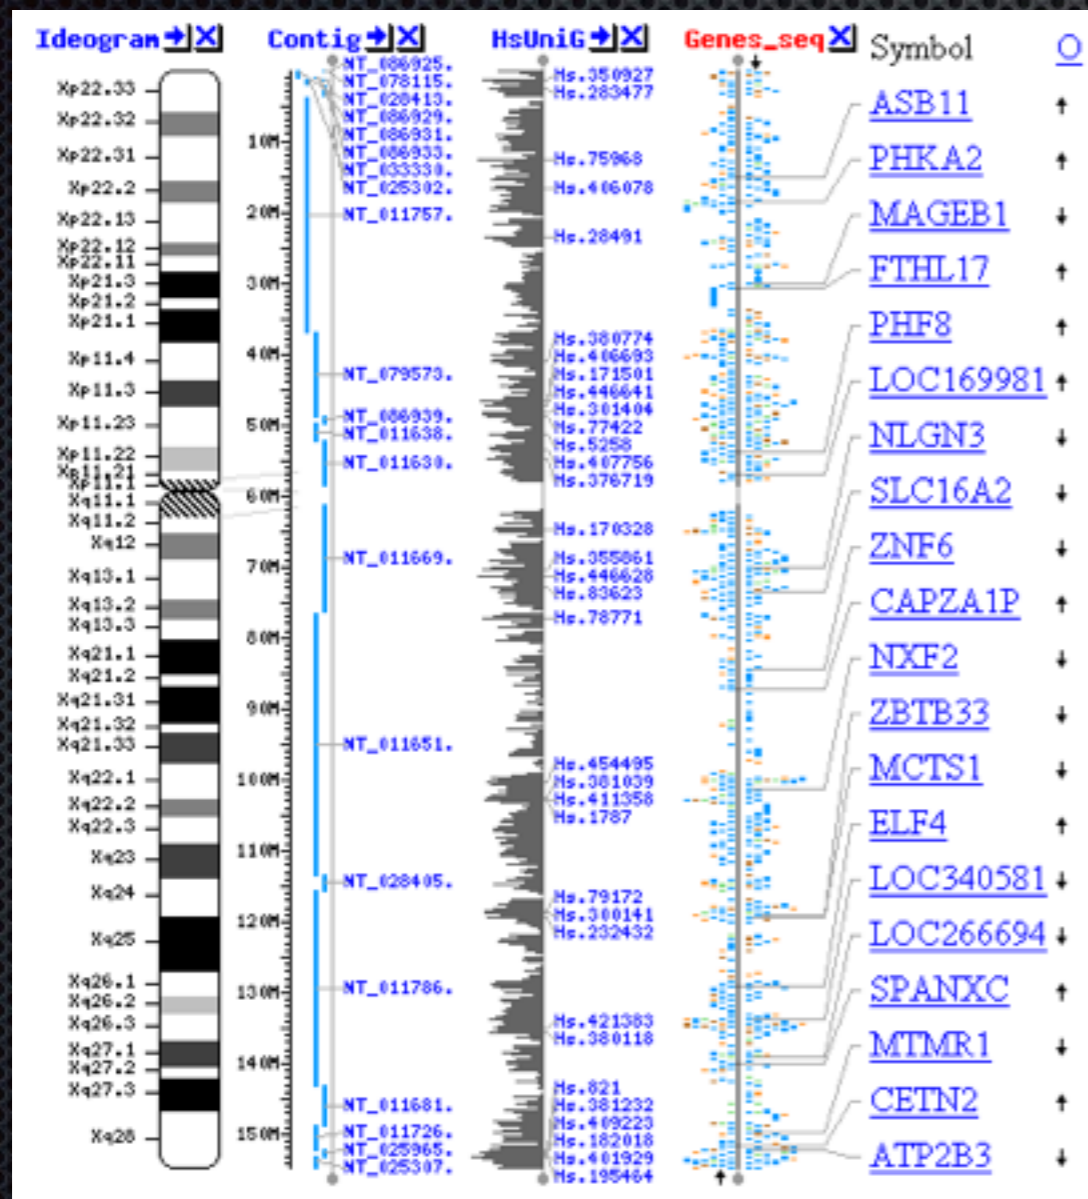 Ideogram Contig HsUniG Genes_seq Symbol O
Xp22.33
Xp22.32
Xp22.31
Xp22.2
Xp22.13
Xp22.12
Xp22.11
Xp21.3
Xp21.2
Xp21.1
Xp11.4
Xp11.3
Xp11.23
Xp11.22
Xp11.21
Xp11.1
Xq11.1
Xq11.2
Xq12
Xq13.1
Xq13.2
Xq13.3
Xq21.1
Xq21.2
Xq21.31
Xq21.32
Xq21.33
Xq22.1
Xq22.2
Xq22.3
Xq23
Xq24
Xq25
Xq26.1
Xq26.2
Xq26.3
Xq27.1
Xq27.2
Xq27.3
Xq28
10M
20M
30M
40M
50M
60M
70M
80M
90M
100M
110M
120M
130M
140M
150M
NT_086925.
NT_078115.
NT_028413.
NT_086929.
NT_086931.
NT_086933.
NT_033330.
NT_025302.
NT_011757.
NT_079573.
NT_086939.
NT_011638.
NT_011630.
NT_011669.
NT_011651.
NT_028405.
NT_011786.
NT_011681.
NT_011726.
NT_025965.
NT_025307.
Hs.350927
Hs.283477
Hs.75968
Hs.406078
Hs.28491
Hs.380774
Hs.406693
Hs.171501
Hs.446641
Hs.301404
Hs.77422
Hs.5258
Hs.407756
Hs.376719
Hs.170328
Hs.355861
Hs.446628
Hs.83623
Hs.78771
Hs.454495
Hs.381039
Hs.411358
Hs.1787
Hs.79172
Hs.300141
Hs.232432
Hs.421383
Hs.380118
Hs.821
Hs.381232
Hs.409223
Hs.182018
Hs.401929
Hs.195464
ASB11
PHKA2
MAGEB1
FTHL17
PHF8
LOC169981
NLGN3
SLC16A2
ZNF6
CAPZA1P
NXF2
ZBTB33
MCTS1
ELF4
LOC340581
LOC266694
SPANXC
MTMR1
CETN2
ATP2B3